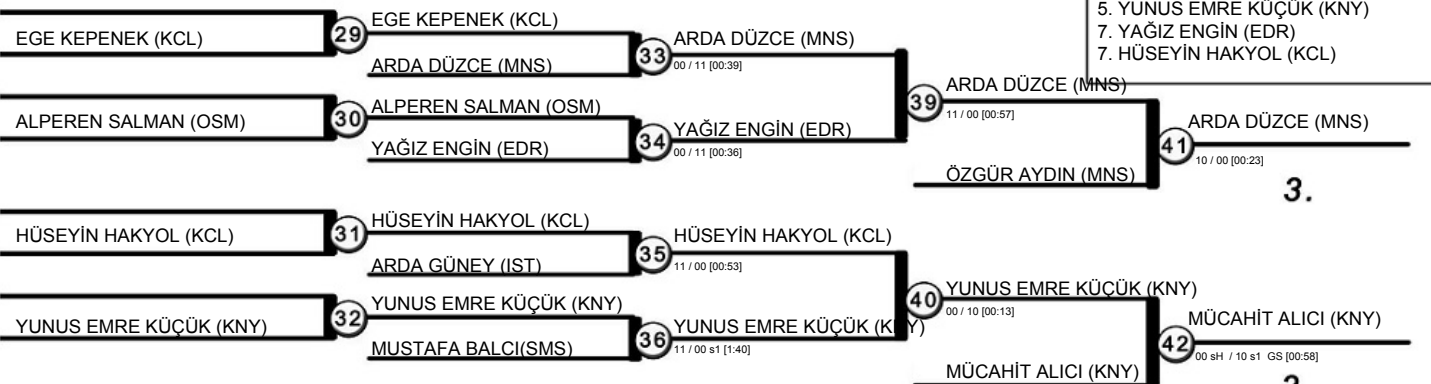 5. YUNUS EMRE KÜÇÜK (KNY)
7. YAĞIZ ENGİN (EDR)
7. HÜSEYİN HAKYOL (KCL)
EGE KEPENEK (KCL)
29
EGE KEPENEK (KCL)
ARDA DÜZCE (MNS)
33
ARDA DÜZCE (MNS)
00 / 11 [00:39]
ALPEREN SALMAN (OSM)
30
ALPEREN SALMAN (OSM)
YAĞIZ ENGİN (EDR)
34
YAĞIZ ENGİN (EDR)
00 / 11 [00:36]
39
ARDA DÜZCE (MNS)
11 / 00 [00:57]
ÖZGÜR AYDIN (MNS)
41
ARDA DÜZCE (MNS)
10 / 00 [00:23]
3.
HÜSEYİN HAKYOL (KCL)
31
HÜSEYİN HAKYOL (KCL)
ARDA GÜNEY (IST)
35
HÜSEYİN HAKYOL (KCL)
11 / 00 [00:53]
YUNUS EMRE KÜÇÜK (KNY)
32
YUNUS EMRE KÜÇÜK (KNY)
MUSTAFA BALCI(SMS)
36
YUNUS EMRE KÜÇÜK (KNY)
11 / 00 s1 [1:40]
40
YUNUS EMRE KÜÇÜK (KNY)
00 / 10 [00:13]
MÜCAHİT ALICI (KNY)
42
MÜCAHİT ALICI (KNY)
00 sH / 10 s1 GS [00:58]